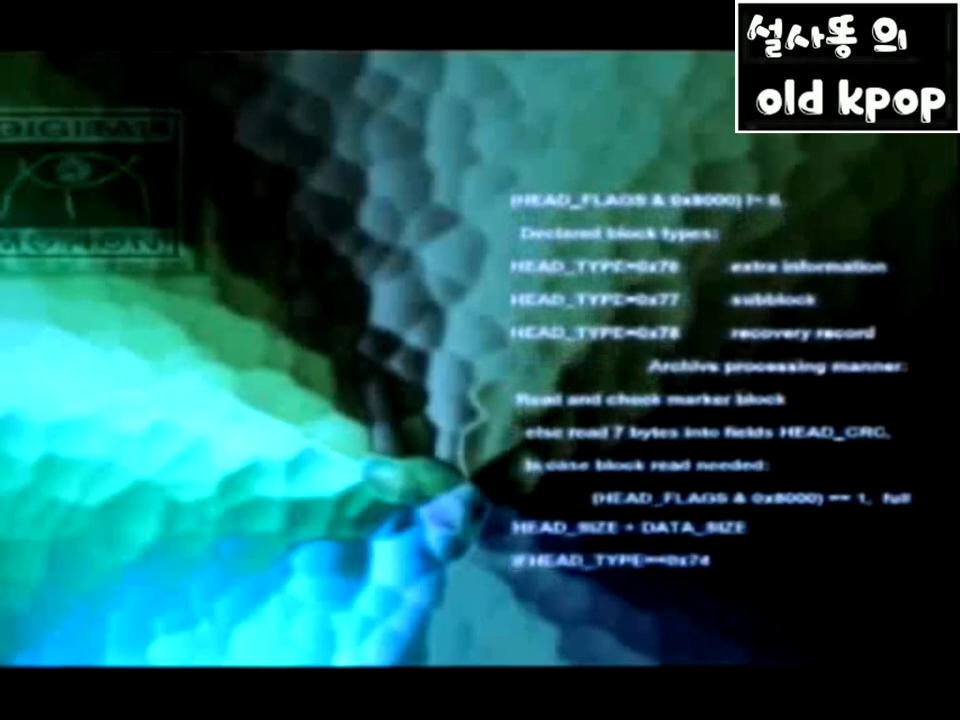 설사똥 의
old kpop
DIGITAL
MOTION
(HEAD_FLAGS & 0x8000) != 0.
Declared block types:
HEAD_TYPE=0x76 extra information
HEAD_TYPE=0x77 subblock
HEAD_TYPE=0x78 recovery record
Archive processing manner:
Read and check marker block
else read 7 bytes into fields HEAD_CRC,
In case block read needed:
(HEAD_FLAGS & 0x8000) == 1, full
HEAD_SIZE + DATA_SIZE
if HEAD_TYPE==0x74